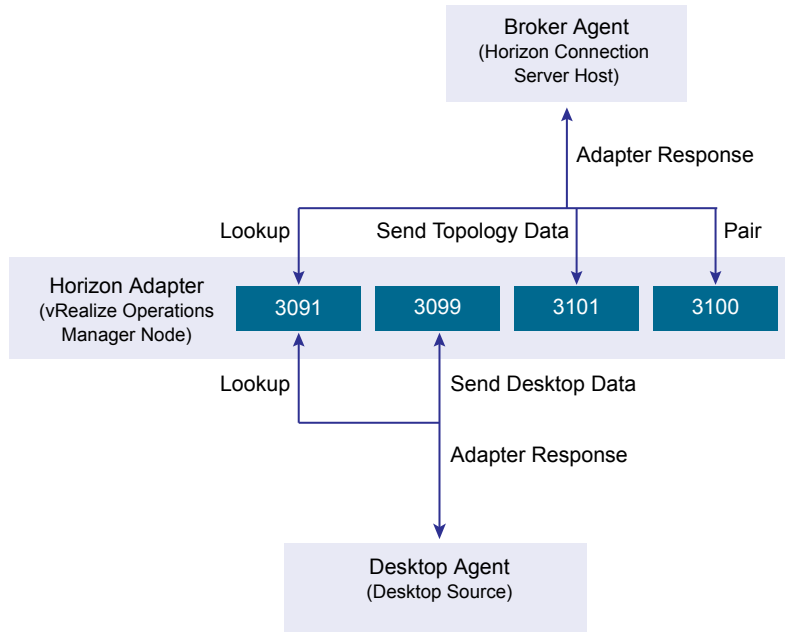 Broker Agent
(Horizon Connection
Server Host)
Adapter Response
Lookup
Send Topology Data
Pair
Horizon Adapter
(vRealize Operations
Manager Node)
3091
3099
3101
3100
Lookup
Send Desktop Data
Adapter Response
Desktop Agent
(Desktop Source)